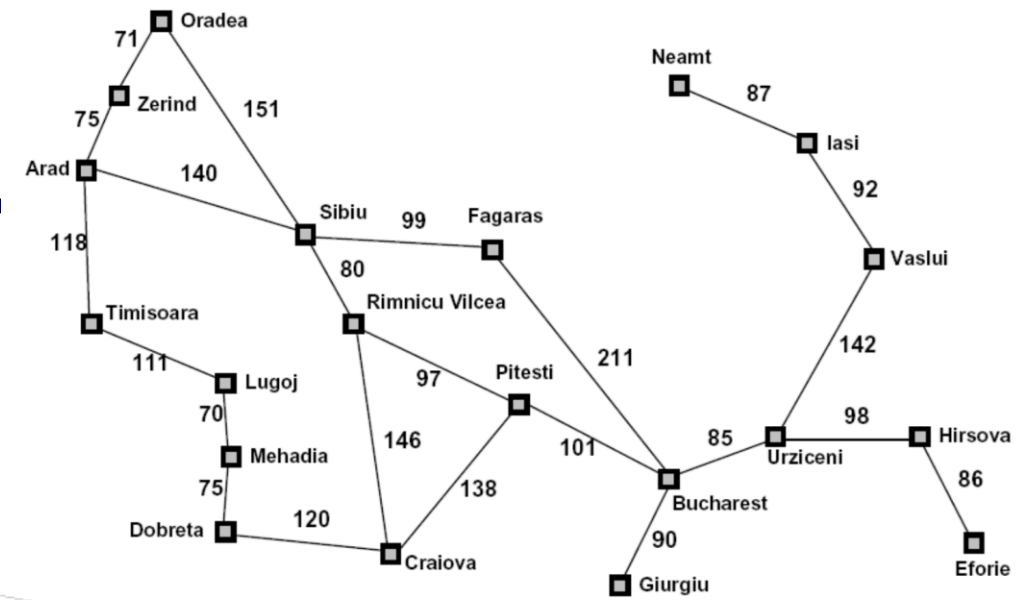 Oradea
71
Neamt
Zerind
87
151
75
Iasi
Arad
140
92
Sibiu
99
Fagaras
118
80
Vaslui
Rimnicu Vilcea
Timisoara
111
211
142
Lugoj
97
Pitesti
70
98
146
101
85
Hirsova
Mehadia
Urziceni
75
138
86
Bucharest
Dobreta
120
90
Craiova
Eforie
Giurgiu